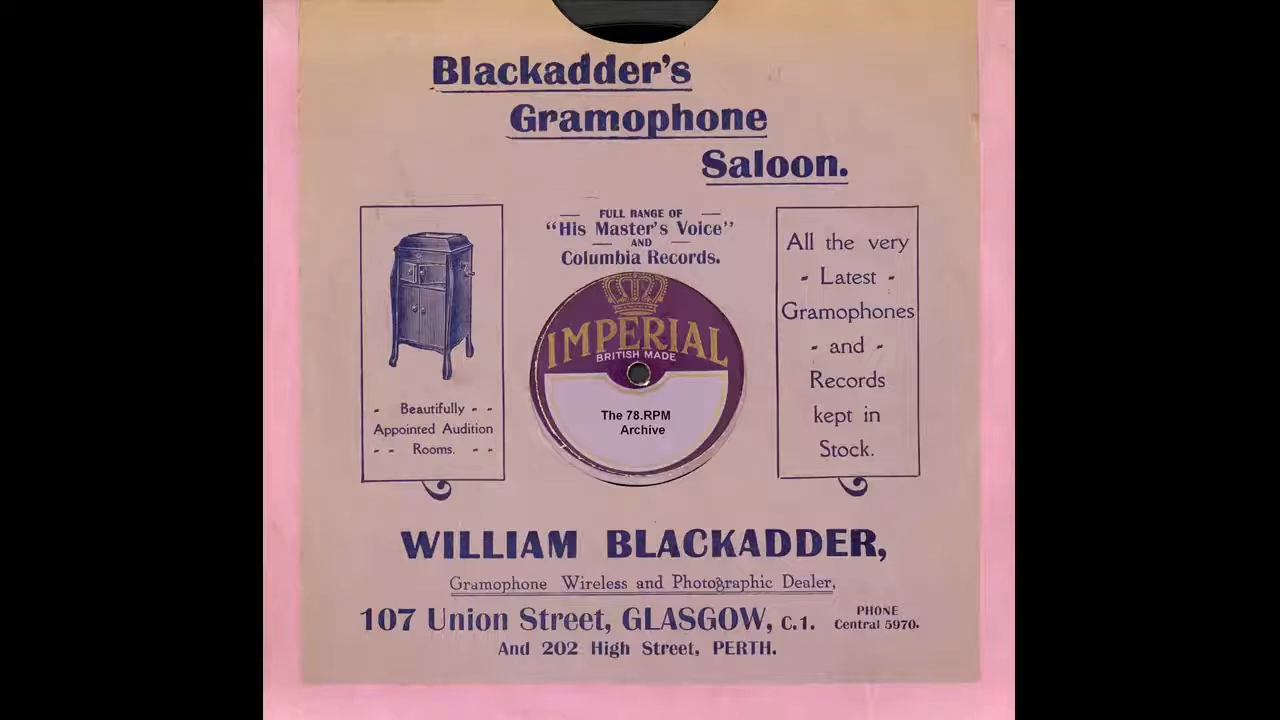 Blackadder's
Gramophone
Saloon.
FULL RANGE OF
"His Master's Voice"
AND
Columbia Records.
IMPERIAL
BRITISH MADE
The 78.RPM
Archive
- Beautifully - -
Appointed Audition
- - Rooms. - -
All the very
- Latest -
Gramophones
- and -
Records
kept in
Stock.
WILLIAM BLACKADDER,
Gramophone Wireless and Photographic Dealer,
107 Union Street, GLASGOW, C.1.
PHONE
Central 5970.
And 202 High Street, PERTH.